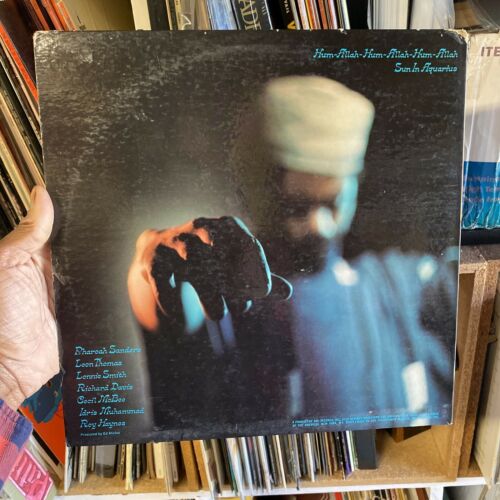 Hum-Allah-Hum-Allah-Hum-Allah
Sun In Aquarius
ITE
Pharoah Sanders
Leon Thomas
Lonnie Smith
Richard Davis
Cecil McBee
Idris Muhammad
Roy Haynes
Produced by Ed Michel